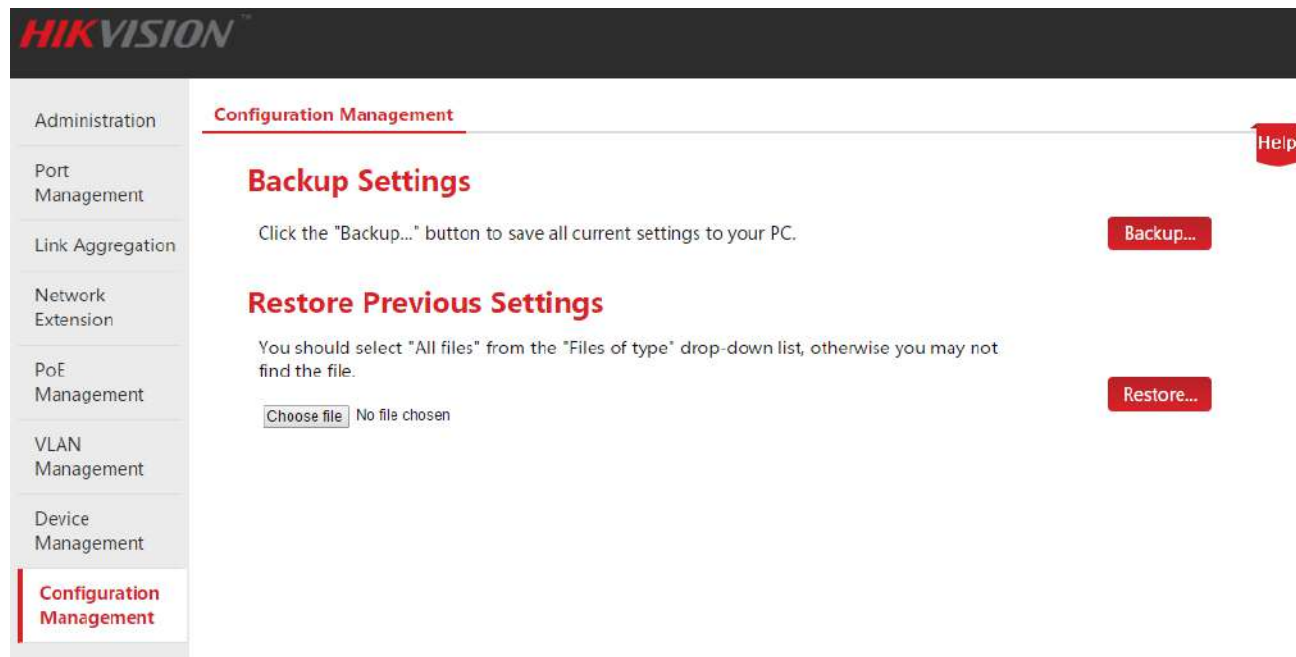 HIKVISION™
Administration
Port
Management
Link Aggregation
Network
Extension
PoE
Management
VLAN
Management
Device
Management
Configuration
Management
Configuration Management
Help
Backup Settings
Click the "Backup..." button to save all current settings to your PC.
Backup...
Restore Previous Settings
You should select "All files" from the "Files of type" drop-down list, otherwise you may not
find the file.
Restore...
Choose file No file chosen